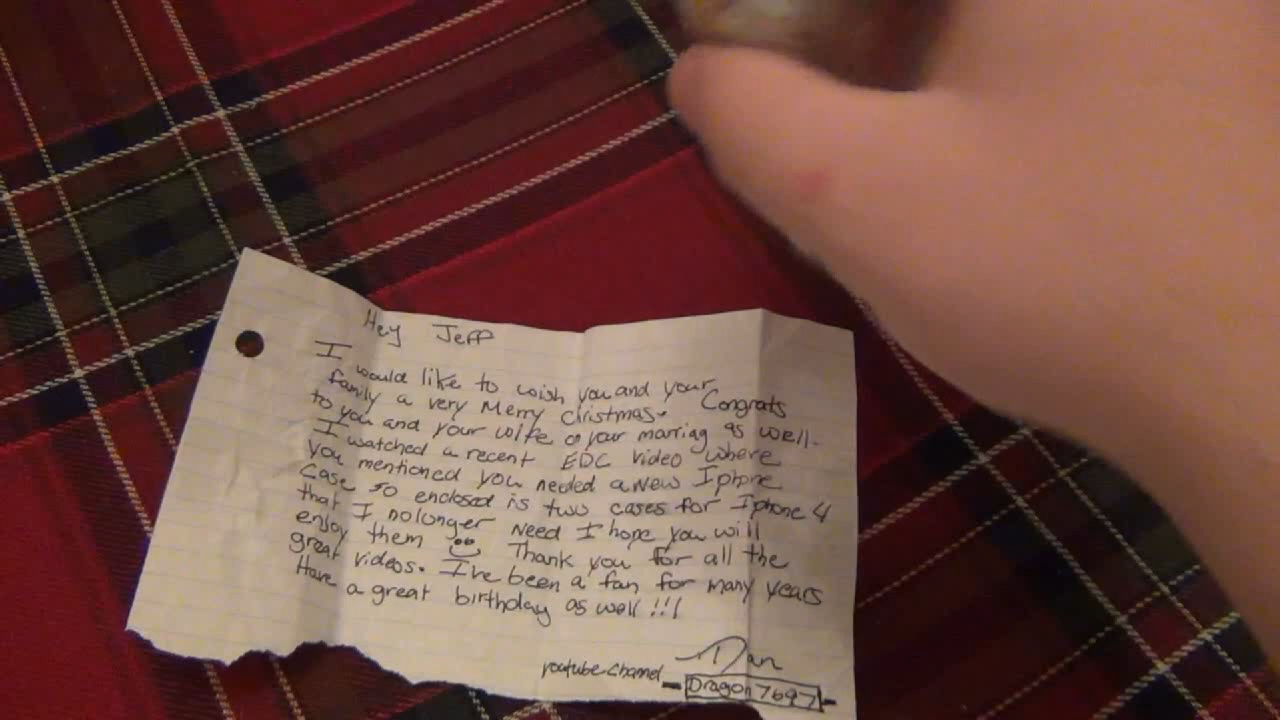 Hey Jeff
I would like to wish you and your
family a very Merry Christmas. Congrats
to you and your wife on your marriag as well.
I watched a recent EDC video where
you mentioned you needed a new Iphone
case so enclosed is two cases for Iphone 4
that I nolonger need I hope you will
enjoy them Thank you for all the
great videos. I've been a fan for many years
Have a great birthday as well!!!
Dan
youtube channel - Dragon7697 -